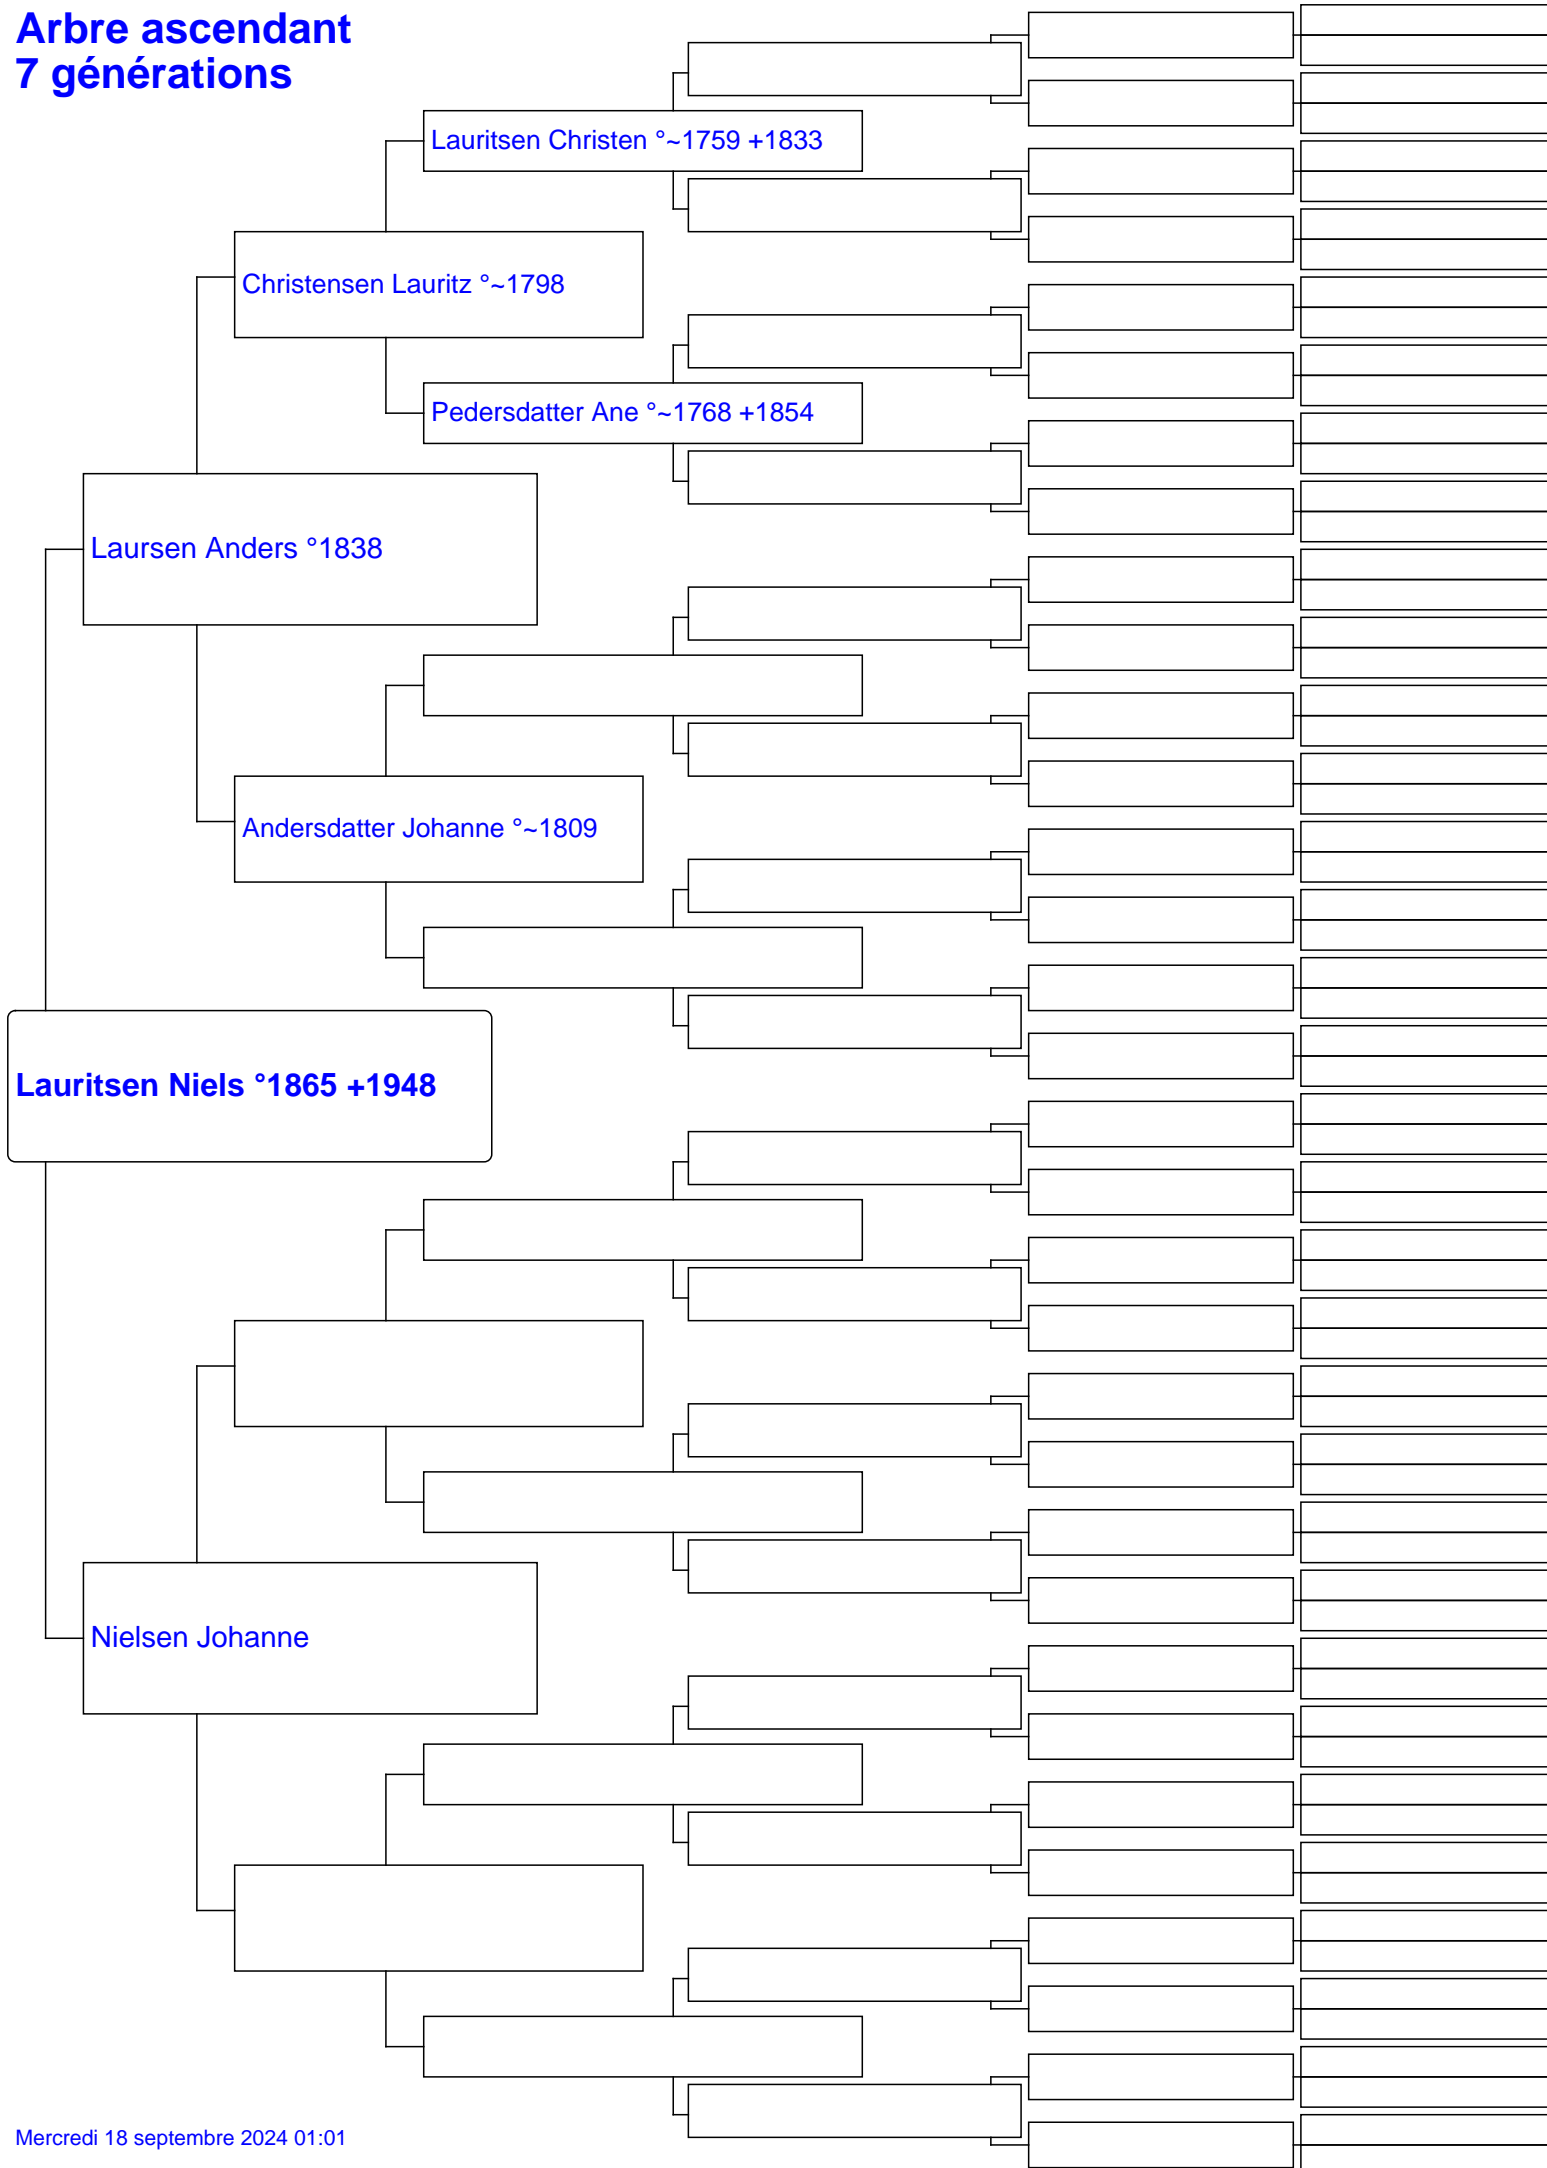 Arbre ascendant
7 générations
Lauritsen Christen °~1759 +1833
Christensen Lauritz °~1798
Pedersdatter Ane °~1768 +1854
Laursen Anders °1838
Andersdatter Johanne °~1809
Lauritsen Niels °1865 +1948
Nielsen Johanne
Mercredi 18 septembre 2024 01:01